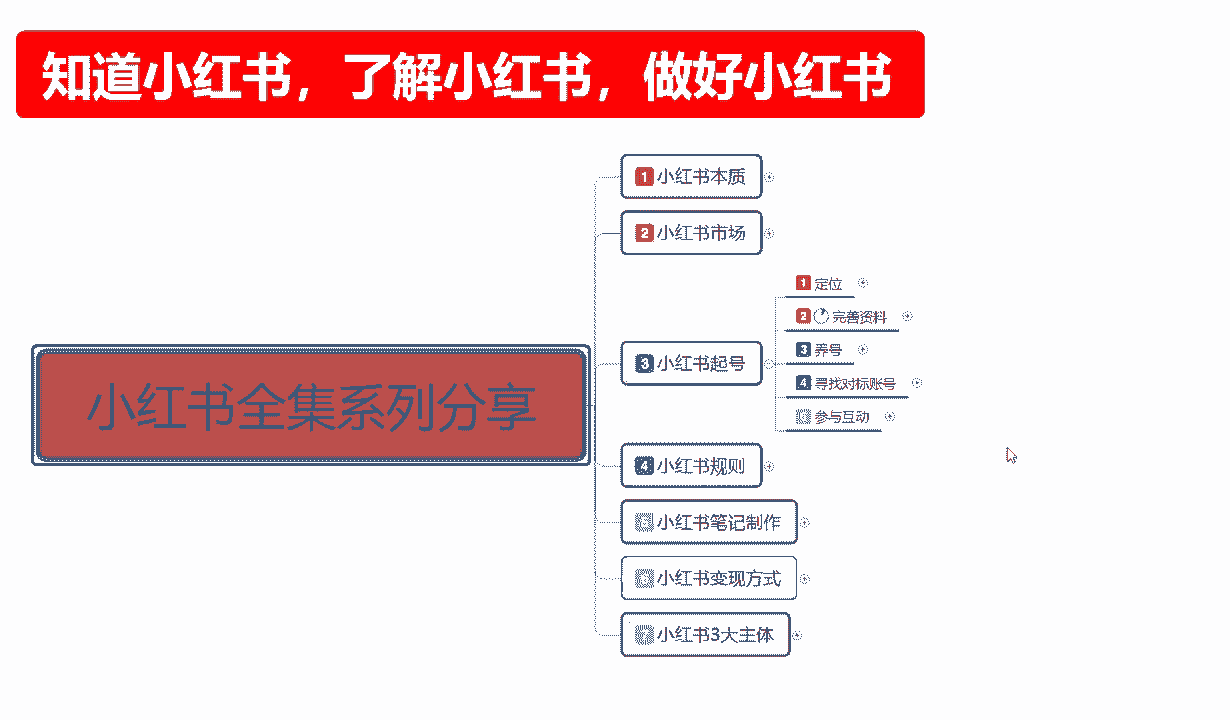 知道小红书，了解小红书，做好小红书
小红书全集系列分享
1 小红书本质
2 小红书市场
3 小红书起号
1 定位
2 完善资料
3 养号
4 寻找对标账号
参与互动
4 小红书规则
小红书笔记制作
小红书变现方式
7 小红书3大主体